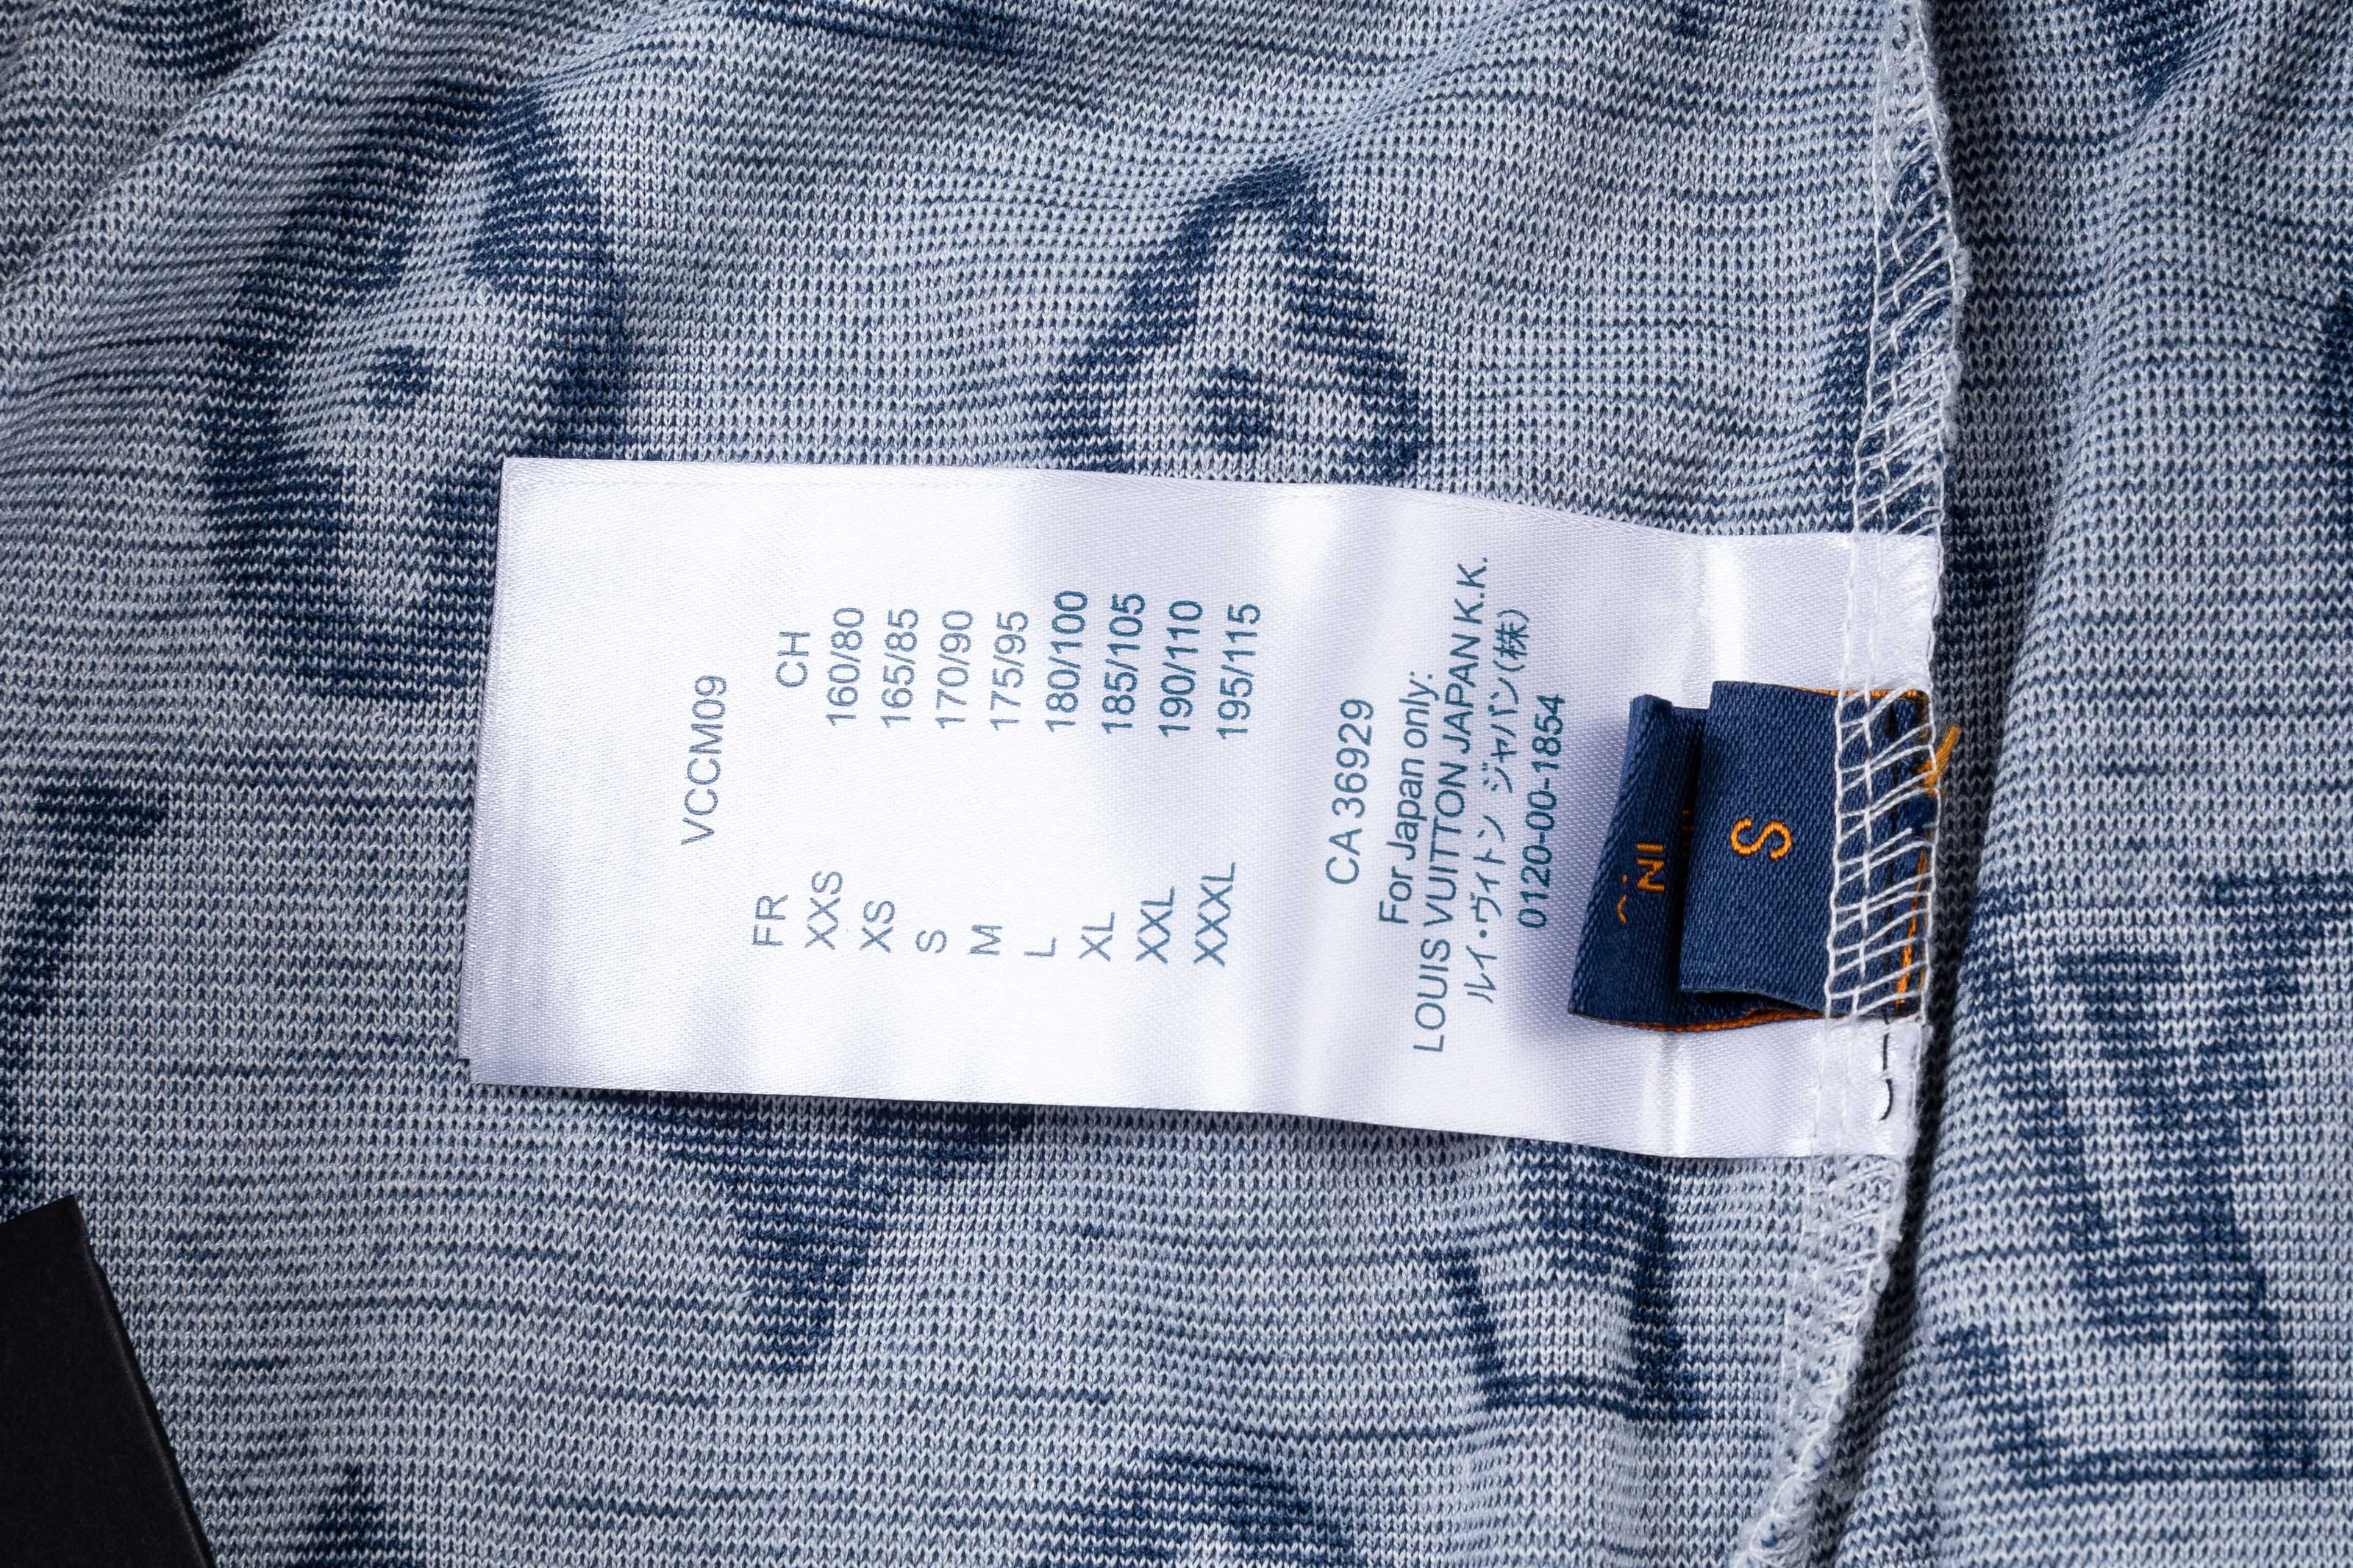 VCCM09
FR CH
XXS 160/80
XS 165/85
S 170/90
M 175/95
L 180/100
XL 185/105
XXL 190/110
XXXL 195/115
CA 36929
For Japan only:
LOUIS VUITTON JAPAN K.K.
ルイ・ヴィトン ジャパン(株)
0120-00-1854
S